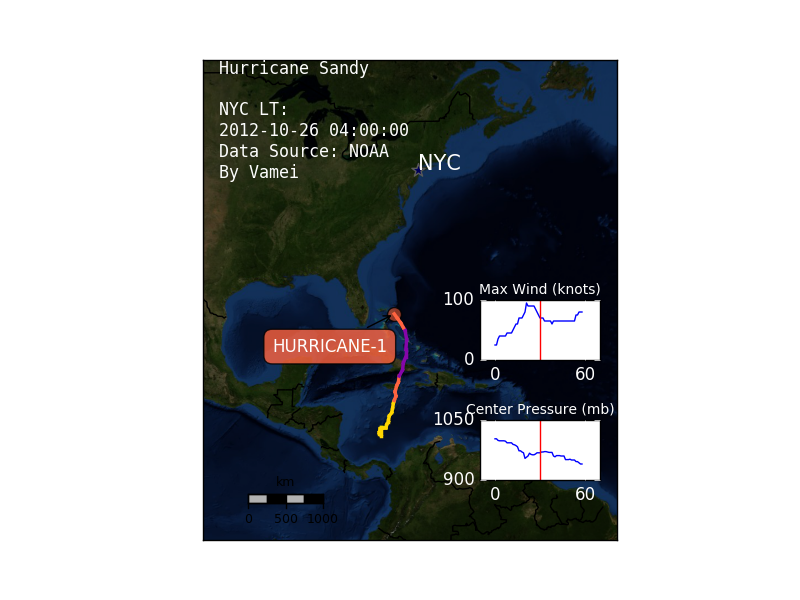 Hurricane Sandy
NYC LT:
2012-10-26 04:00:00
Data Source: NOAA
By Vamei
NYC
Max Wind (knots)
100
0
0 60
HURRICANE-1
Center Pressure (mb)
1050
900
0 60
km
0 500 1000